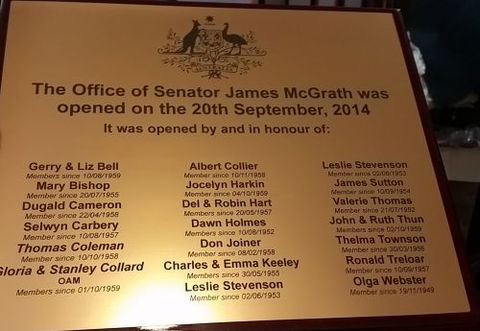 AUSTRALIA
The Office of Senator James McGrath was
opened on the 20th September, 2014
It was opened by and in honour of:
Gerry & Liz Bell
Members since 10/08/1959
Mary Bishop
Member since 20/07/1955
Dugald Cameron
Member since 22/04/1958
Selwyn Carbery
Member since 10/08/1957
Thomas Coleman
Member since 10/10/1958
Gloria & Stanley Collard
OAM
Members since 01/10/1959
Albert Collier
Member since 10/11/1958
Jocelyn Harkin
Member since 04/10/1959
Del & Robin Hart
Members since 20/05/1957
Dawn Holmes
Member since 10/08/1952
Don Joiner
Member since 08/02/1958
Charles & Emma Keeley
Members since 30/05/1955
Leslie Stevenson
Member since 02/06/1953
Leslie Stevenson
Member since 02/06/1953
James Sutton
Member since 10/09/1954
Valerie Thomas
Member since 21/07/1952
John & Ruth Thun
Members since 02/10/1959
Thelma Townson
Member since 30/03/1956
Ronald Treloar
Member since 10/09/1957
Olga Webster
Member since 19/11/1949